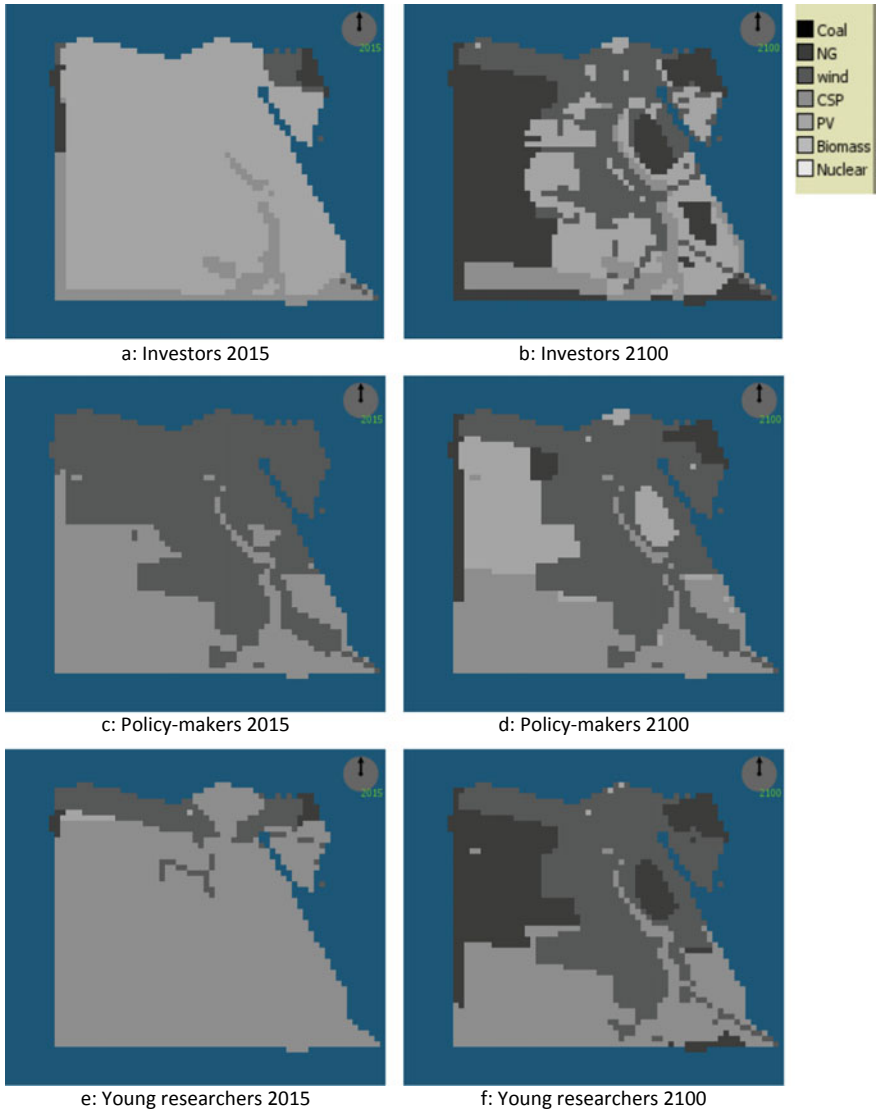 2015
2100
Coal
NG
wind
CSP
PV
Biomass
Nuclear
a: Investors 2015
b: Investors 2100
2015
2100
c: Policy-makers 2015
d: Policy-makers 2100
2015
2100
e: Young researchers 2015
f: Young researchers 2100